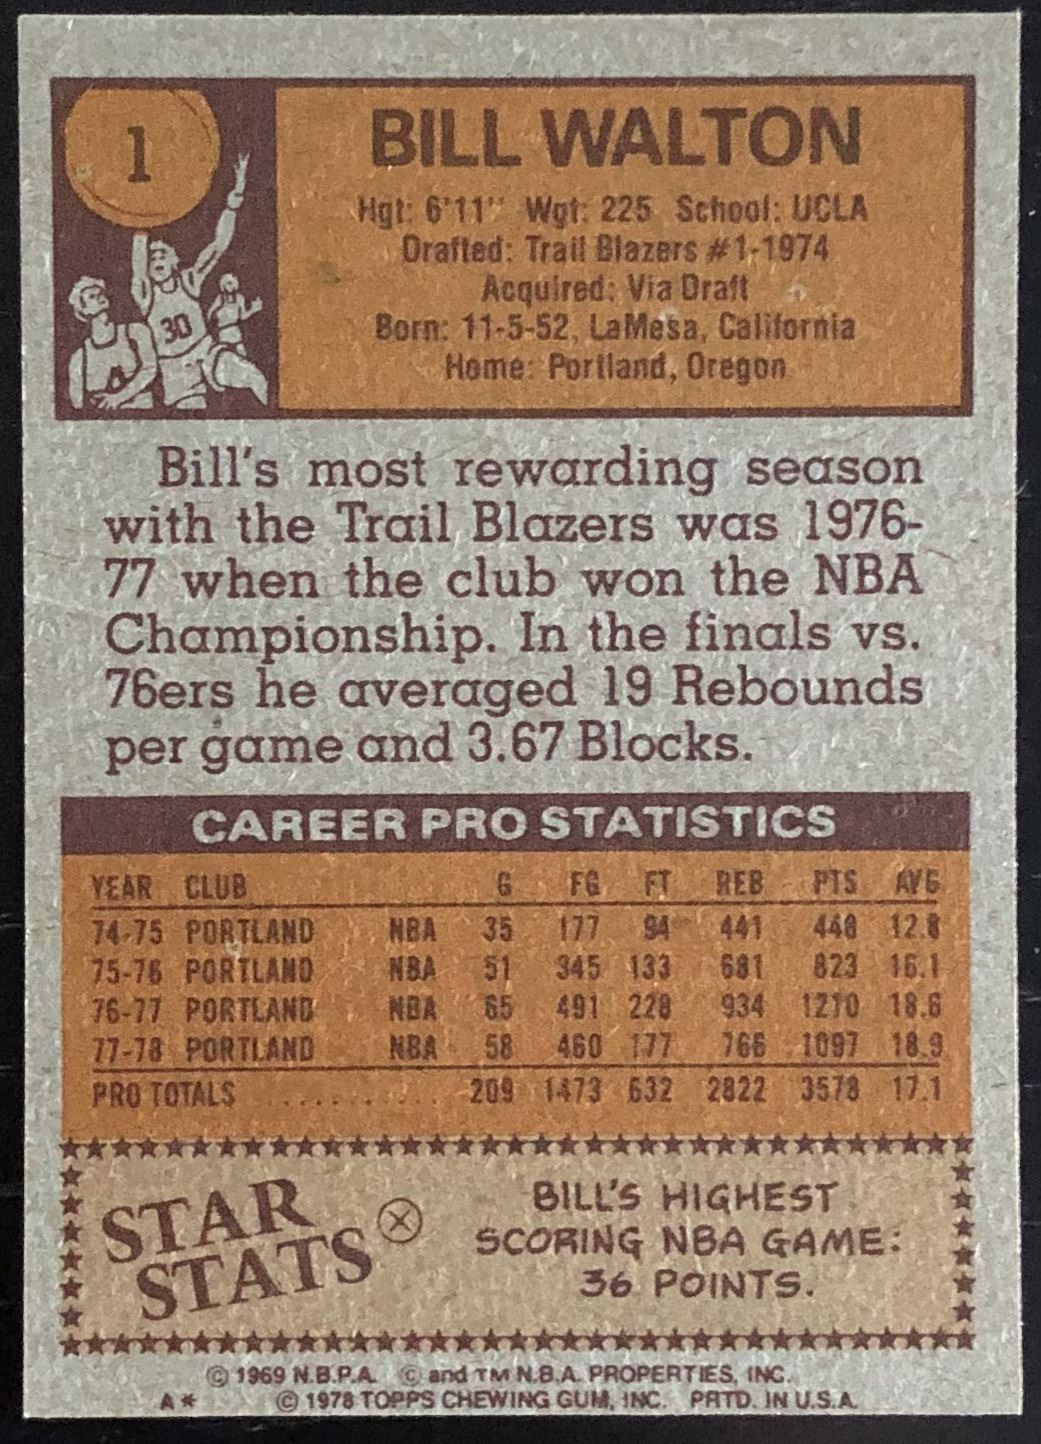 1
BILL WALTON
Hgt: 6'11" Wgt: 225 School: UCLA
Drafted: Trail Blazers #1-1974
Acquired: Via Draft
Born: 11-5-52, LaMesa, California
Home: Portland, Oregon
30
Bill's most rewarding season
with the Trail Blazers was 1976-
77 when the club won the NBA
Championship. In the finals vs.
76ers he averaged 19 Rebounds
per game and 3.67 Blocks.
CAREER PRO STATISTICS
YEAR CLUB G FG FT REB PTS AVG
74-75 PORTLAND NBA 35 177 94 441 448 12.8
75-76 PORTLAND NBA 51 345 133 681 823 16.1
76-77 PORTLAND NBA 65 491 228 934 1210 18.6
77-78 PORTLAND NBA 58 460 177 766 1097 18.9
PRO TOTALS ........... 209 1473 632 2822 3578 17.1
STAR
STATS
BILL'S HIGHEST
SCORING NBA GAME:
36 POINTS.
© 1969 N.B.P.A. © and TM N.B.A. PROPERTIES, INC.
A* © 1978 TOPPS CHEWING GUM, INC. PRTD. IN U.S.A.